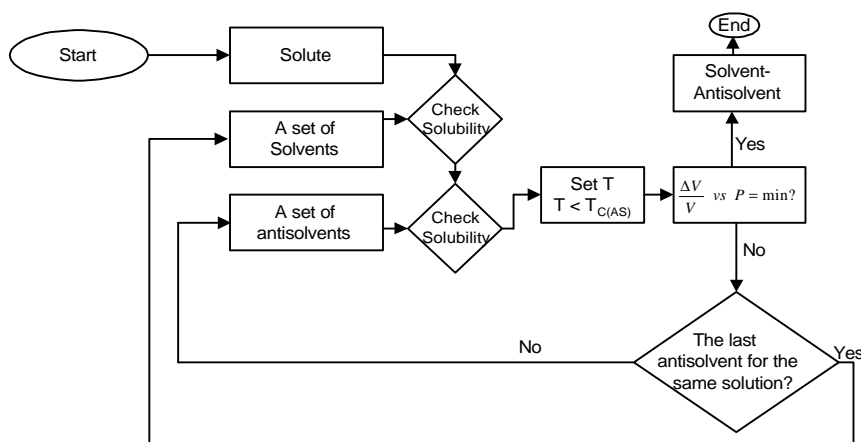 Start
Solute
Check
Solubility
A set of
Solvents
A set of
antisolvents
Check
Solubility
Set T
T < T_C(AS)
ΔV/V vs P = min?
Yes
Solvent-
Antisolvent
End
No
The last
antisolvent for the
same solution?
No
Yes